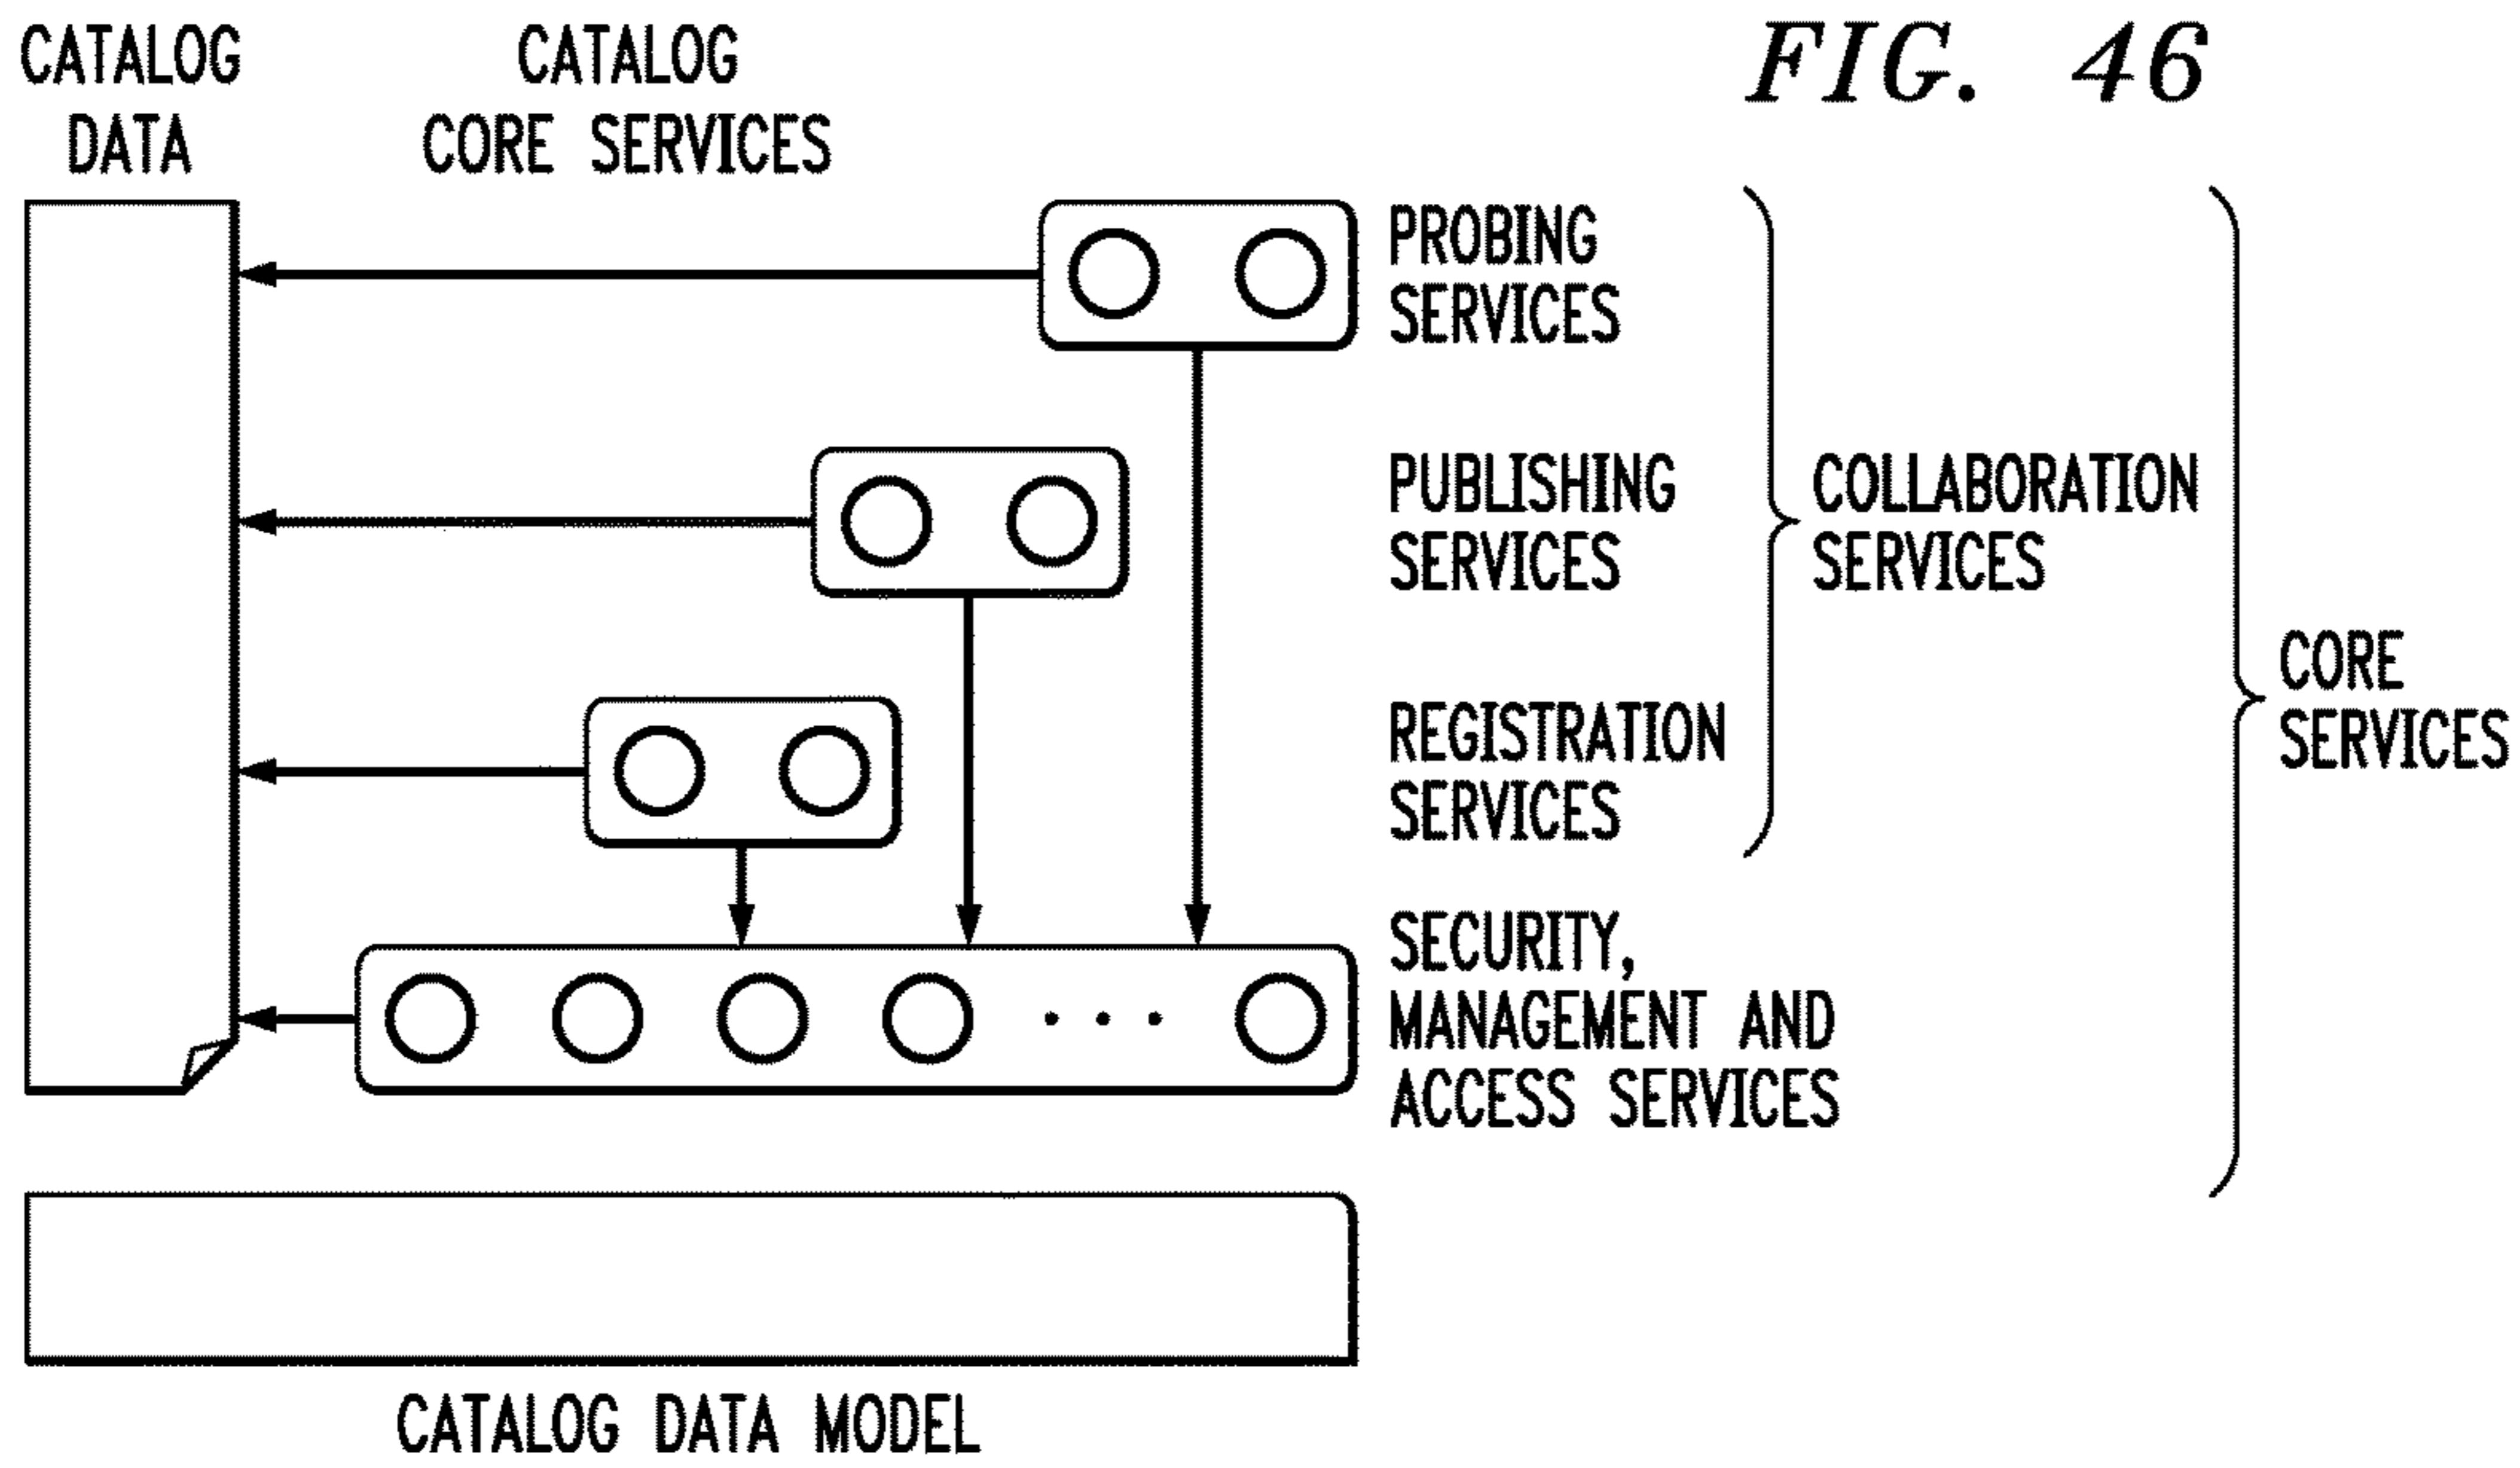 FIG. 46
CATALOG
DATA
CATALOG
CORE SERVICES
PROBING
SERVICES
PUBLISHING
SERVICES
REGISTRATION
SERVICES
COLLABORATION
SERVICES
CORE
SERVICES
SECURITY,
MANAGEMENT AND
ACCESS SERVICES
CATALOG DATA MODEL